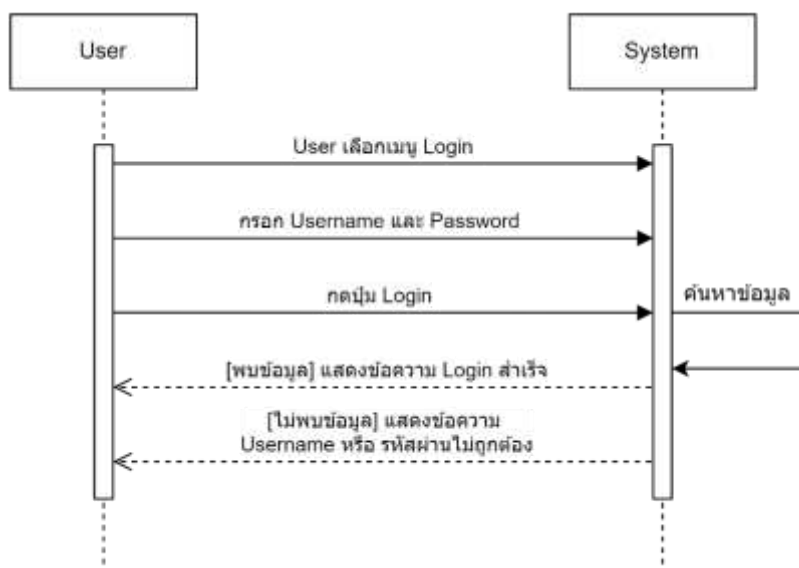 User
System
User เลือกเมนู Login
กรอก Username และ Password
กดปุ่ม Login
ค้นหาข้อมูล
[พบข้อมูล] แสดงข้อความ Login สำเร็จ
[ไม่พบข้อมูล] แสดงข้อความ
Username หรือ รหัสผ่านไม่ถูกต้อง